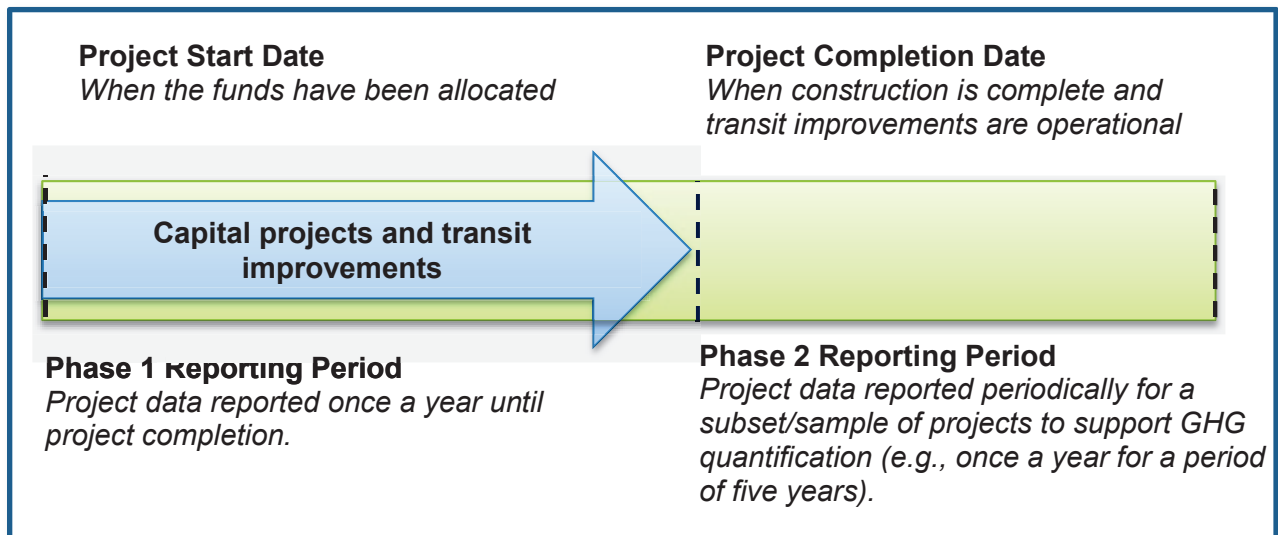 Project Start Date
When the funds have been allocated
Project Completion Date
When construction is complete and
transit improvements are operational
Capital projects and transit
improvements
Phase 1 Reporting Period
Project data reported once a year until
project completion.
Phase 2 Reporting Period
Project data reported periodically for a
subset/sample of projects to support GHG
quantification (e.g., once a year for a period
of five years).